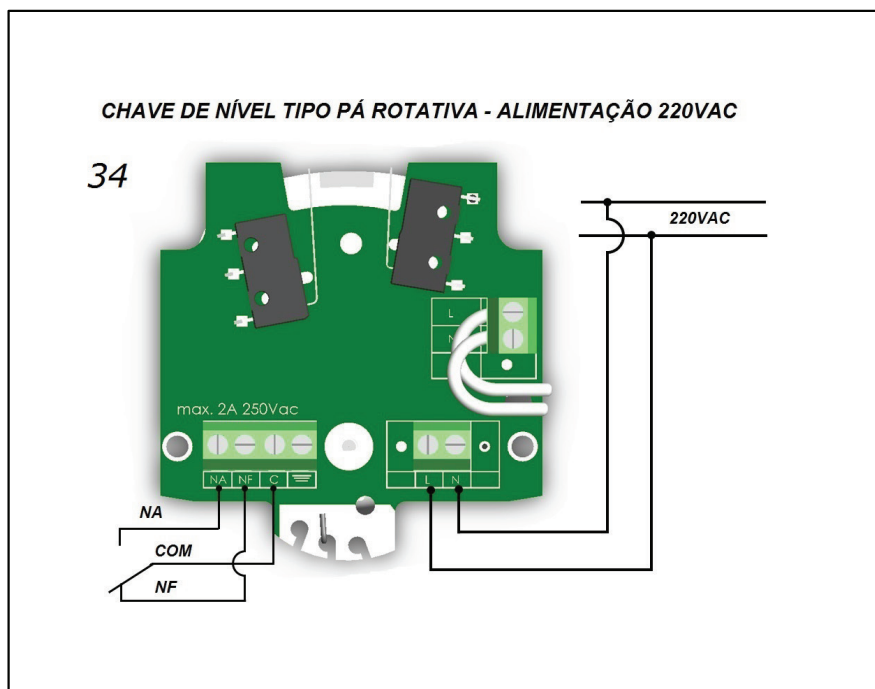 CHAVE DE NÍVEL TIPO PÁ ROTATIVA - ALIMENTAÇÃO 220VAC
34
220VAC
L
N
max. 2A 250Vac
NA NF C
L N
NA
COM
NF